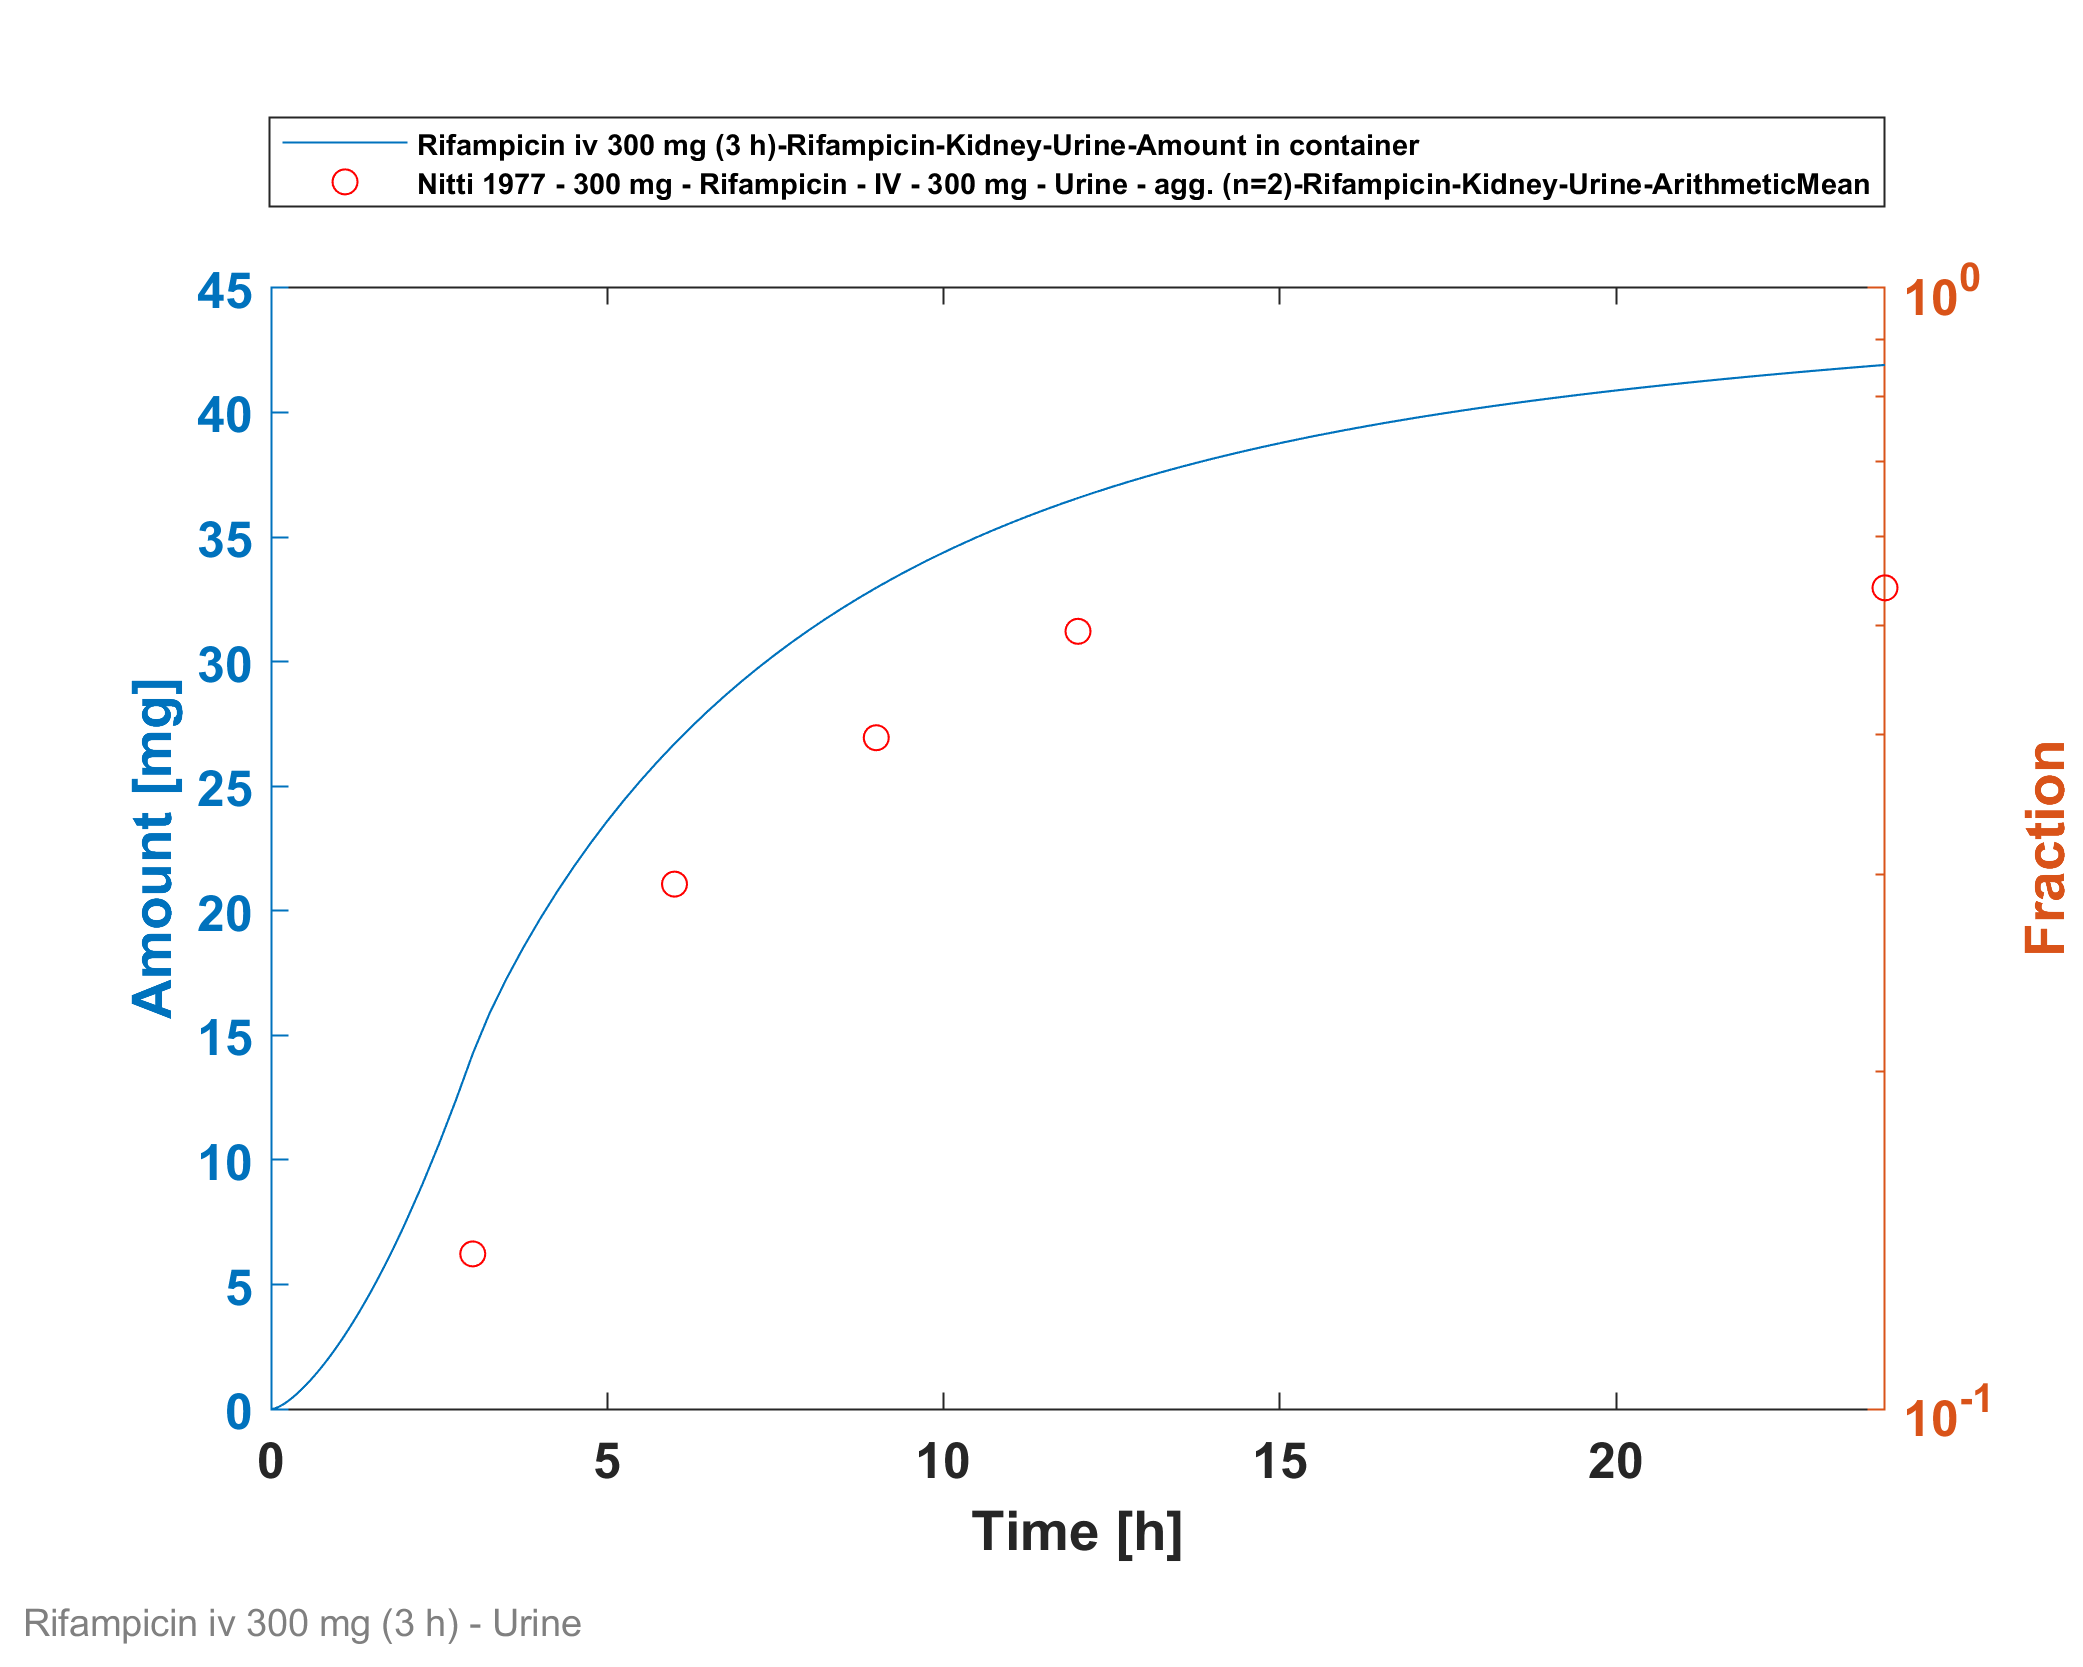 Rifampicin iv 300 mg (3 h)-Rifampicin-Kidney-Urine-Amount in container
Nitti 1977 - 300 mg - Rifampicin - IV - 300 mg - Urine - agg. (n=2)-Rifampicin-Kidney-Urine-ArithmeticMean
45
40
35
30
25
20
15
10
5
0
Amount [mg]
10^0
10^-1
Fraction
0 5 10 15 20
Time [h]
Rifampicin iv 300 mg (3 h) - Urine